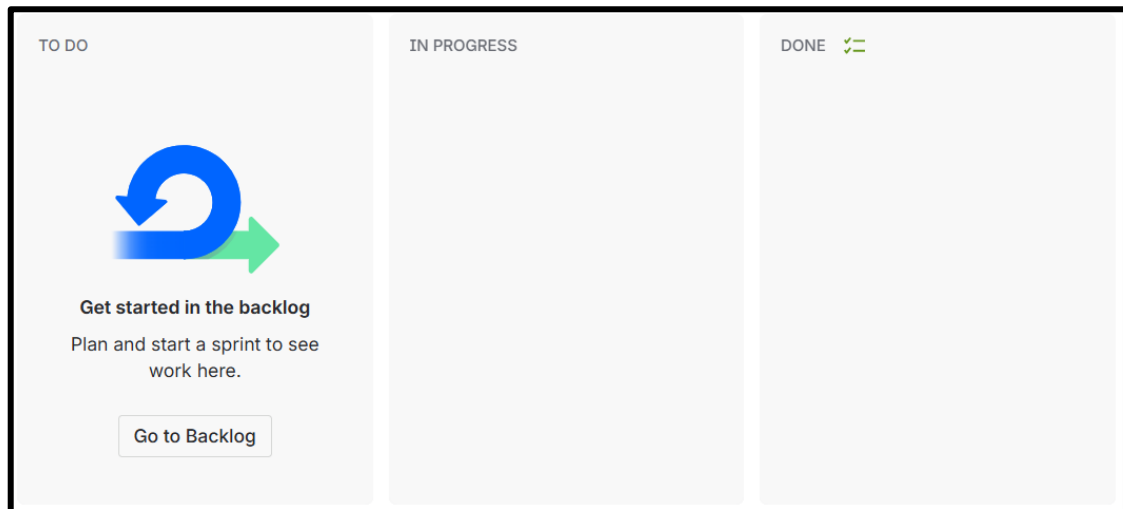 TO DO
IN PROGRESS
DONE
Get started in the backlog
Plan and start a sprint to see
work here.
Go to Backlog